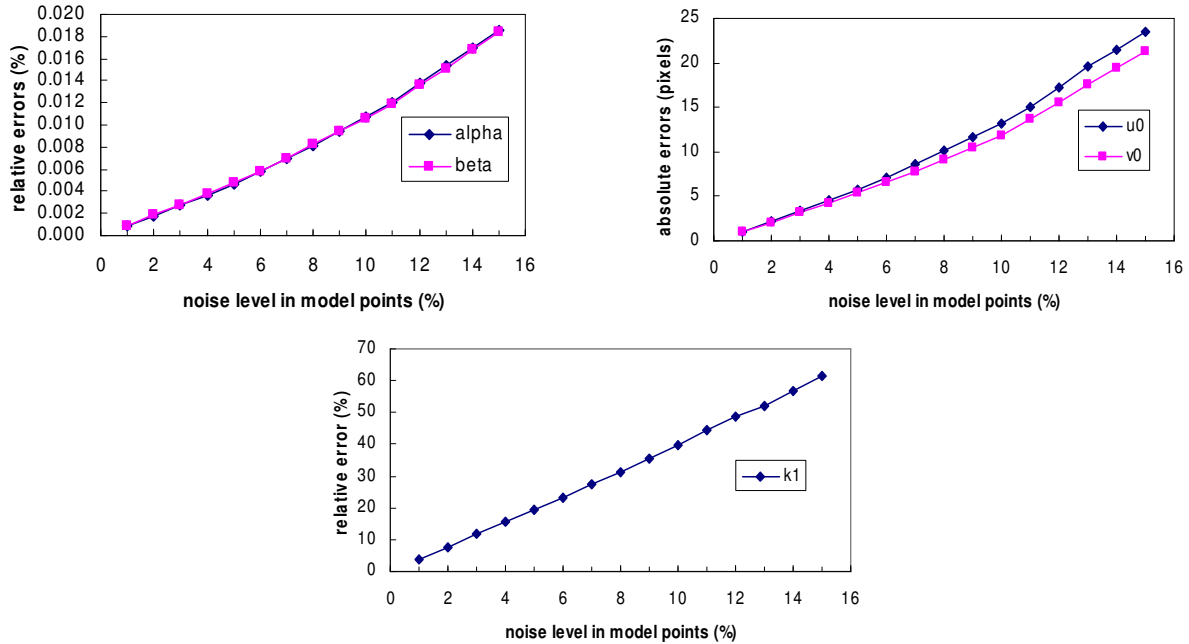 0.020
0.018
0.016
0.014
0.012
0.010
0.008
0.006
0.004
0.002
0.000
relative errors (%)
0 2 4 6 8 10 12 14 16
noise level in model points (%)
alpha
beta
25
20
15
10
5
0
absolute errors (pixels)
0 2 4 6 8 10 12 14 16
noise level in model points (%)
u0
v0
70
60
50
40
30
20
10
0
relative error (%)
0 2 4 6 8 10 12 14 16
noise level in model points (%)
k1